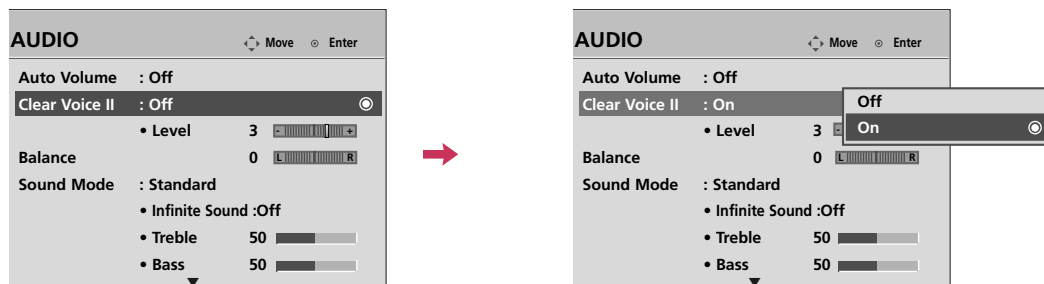 AUDIO Move Enter
Auto Volume : Off
Clear Voice II : Off
• Level 3 - +
Balance 0 L R
Sound Mode : Standard
• Infinite Sound :Off
• Treble 50
• Bass 50
AUDIO Move Enter
Auto Volume : Off
Clear Voice II : On
• Level 3 -
Balance 0 L R
Sound Mode : Standard
• Infinite Sound :Off
• Treble 50
• Bass 50
Off
On